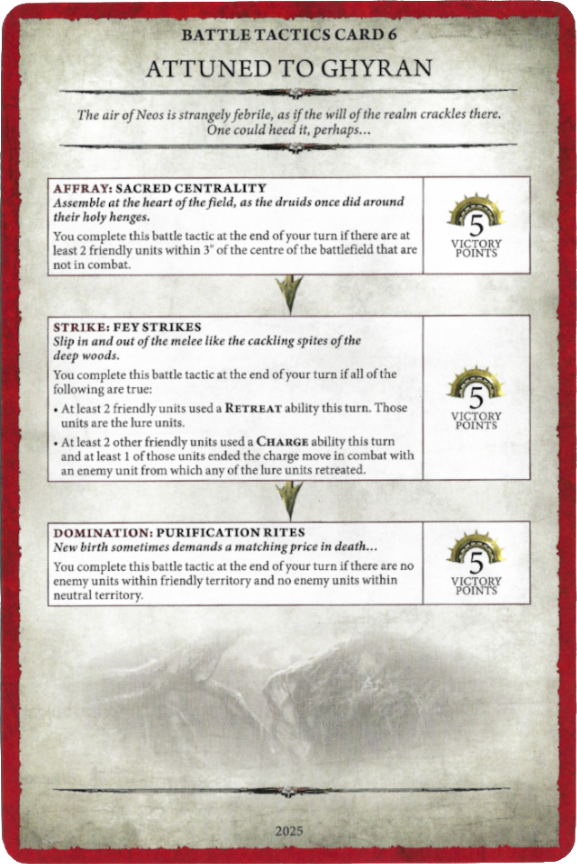 BATTLE TACTICS CARD 6
ATTUNED TO GHYRAN
The air of Neos is strangely febrile, as if the will of the realm crackles there.
One could heed it, perhaps...
AFFRAY: SACRED CENTRALITY
Assemble at the heart of the field, as the druids once did around
their holy henges.
You complete this battle tactic at the end of your turn if there are at
least 2 friendly units within 3" of the centre of the battlefield that are
not in combat.
5
VICTORY
POINTS
STRIKE: FEY STRIKES
Slip in and out of the melee like the cackling spites of the
deep woods.
You complete this battle tactic at the end of your turn if all of the
following are true:
• At least 2 friendly units used a RETREAT ability this turn. Those
units are the lure units.
• At least 2 other friendly units used a CHARGE ability this turn
and at least 1 of those units ended the charge move in combat with
an enemy unit from which any of the lure units retreated.
5
VICTORY
POINTS
DOMINATION: PURIFICATION RITES
New birth sometimes demands a matching price in death...
You complete this battle tactic at the end of your turn if there are no
enemy units within friendly territory and no enemy units within
neutral territory.
5
VICTORY
POINTS
2025